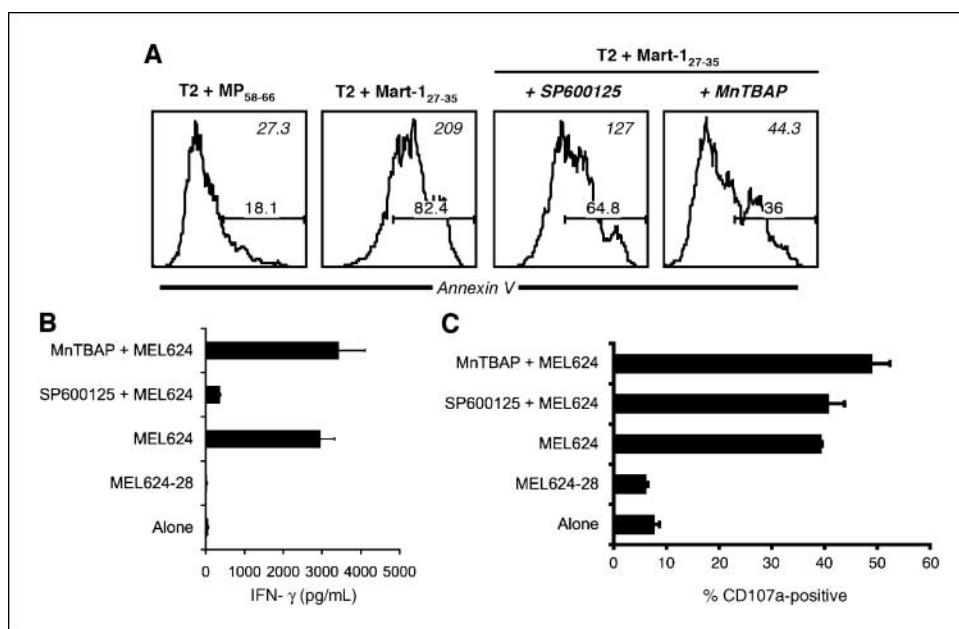 A
T2 + Mart-1₂₇₋₃₅
T2 + MP₅₈₋₆₆
T2 + Mart-1₂₇₋₃₅
+ SP600125
+ MnTBAP
27.3
209
127
44.3
18.1
82.4
64.8
36
Annexin V
B
MnTBAP + MEL624
SP600125 + MEL624
MEL624
MEL624-28
Alone
0 1000 2000 3000 4000 5000
IFN- γ (pg/mL)
C
MnTBAP + MEL624
SP600125 + MEL624
MEL624
MEL624-28
Alone
0 10 20 30 40 50 60
% CD107a-positive